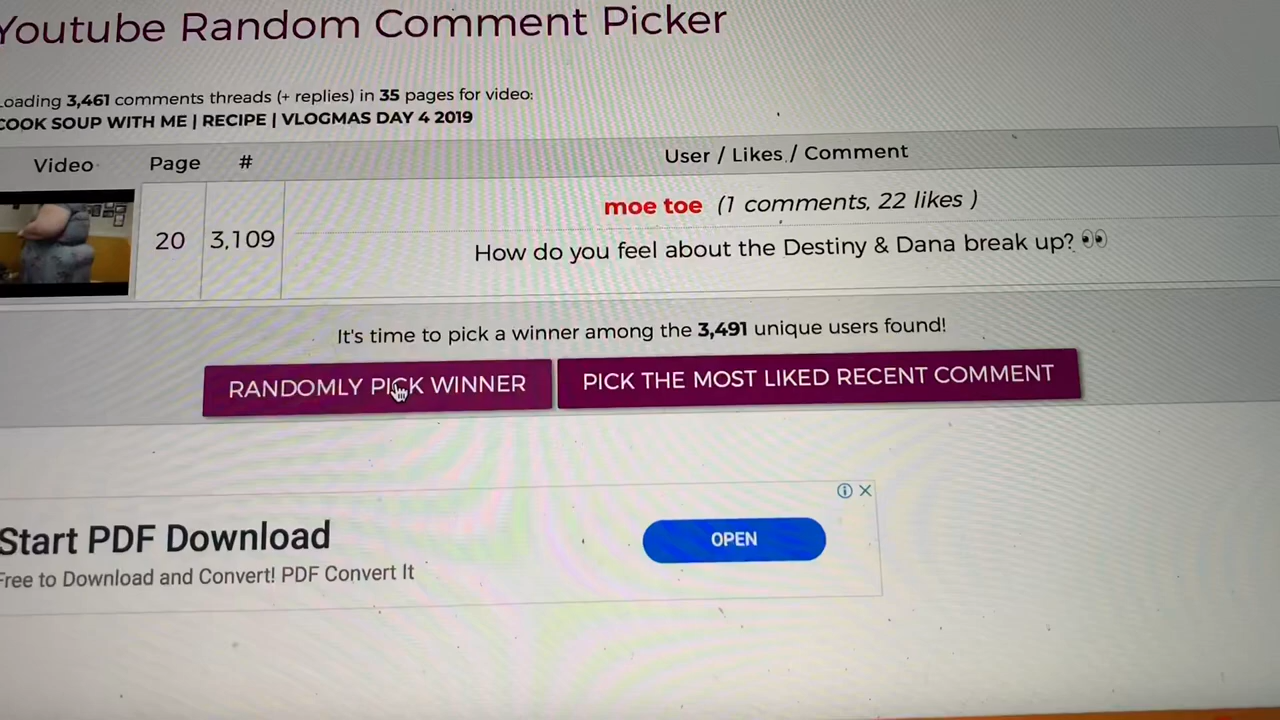 Youtube Random Comment Picker
Loading 3,461 comments threads (+ replies) in 35 pages for video:
COOK SOUP WITH ME | RECIPE | VLOGMAS DAY 4 2019
Video Page # User / Likes / Comment
moe toe (1 comments, 22 likes )
20 3,109
How do you feel about the Destiny & Dana break up? 👀
It's time to pick a winner among the 3,491 unique users found!
RANDOMLY PICK WINNER PICK THE MOST LIKED RECENT COMMENT
Start PDF Download
OPEN
Free to Download and Convert! PDF Convert It